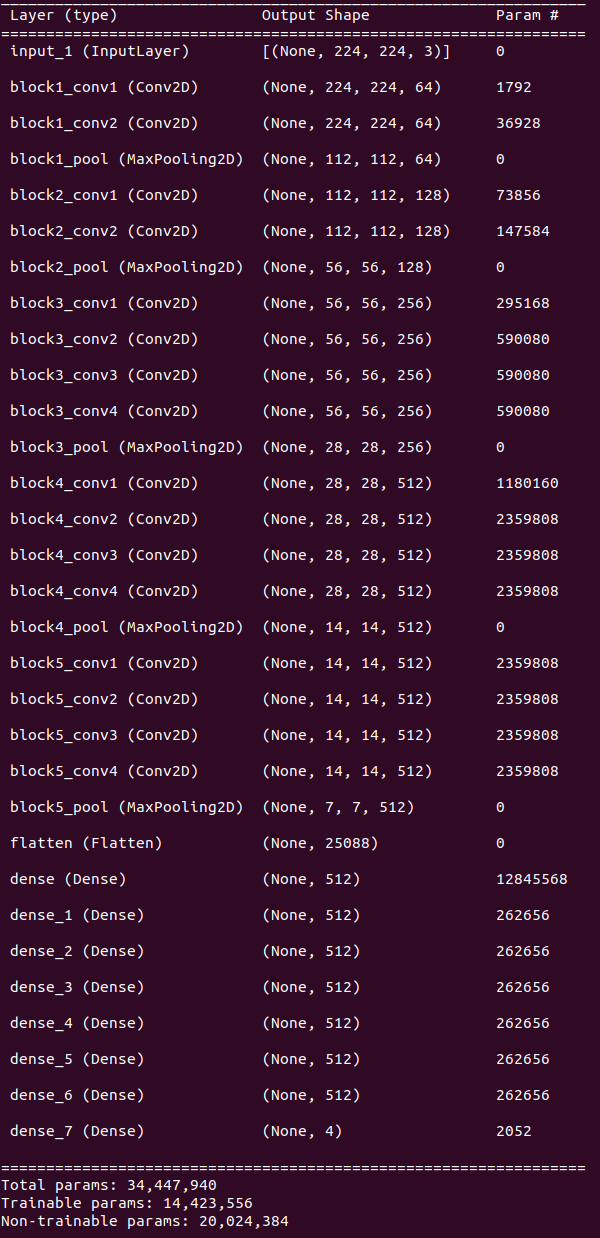 Layer (type) Output Shape Param #
=================================================================
input_1 (InputLayer) [(None, 224, 224, 3)] 0
block1_conv1 (Conv2D) (None, 224, 224, 64) 1792
block1_conv2 (Conv2D) (None, 224, 224, 64) 36928
block1_pool (MaxPooling2D) (None, 112, 112, 64) 0
block2_conv1 (Conv2D) (None, 112, 112, 128) 73856
block2_conv2 (Conv2D) (None, 112, 112, 128) 147584
block2_pool (MaxPooling2D) (None, 56, 56, 128) 0
block3_conv1 (Conv2D) (None, 56, 56, 256) 295168
block3_conv2 (Conv2D) (None, 56, 56, 256) 590080
block3_conv3 (Conv2D) (None, 56, 56, 256) 590080
block3_conv4 (Conv2D) (None, 56, 56, 256) 590080
block3_pool (MaxPooling2D) (None, 28, 28, 256) 0
block4_conv1 (Conv2D) (None, 28, 28, 512) 1180160
block4_conv2 (Conv2D) (None, 28, 28, 512) 2359808
block4_conv3 (Conv2D) (None, 28, 28, 512) 2359808
block4_conv4 (Conv2D) (None, 28, 28, 512) 2359808
block4_pool (MaxPooling2D) (None, 14, 14, 512) 0
block5_conv1 (Conv2D) (None, 14, 14, 512) 2359808
block5_conv2 (Conv2D) (None, 14, 14, 512) 2359808
block5_conv3 (Conv2D) (None, 14, 14, 512) 2359808
block5_conv4 (Conv2D) (None, 14, 14, 512) 2359808
block5_pool (MaxPooling2D) (None, 7, 7, 512) 0
flatten (Flatten) (None, 25088) 0
dense (Dense) (None, 512) 12845568
dense_1 (Dense) (None, 512) 262656
dense_2 (Dense) (None, 512) 262656
dense_3 (Dense) (None, 512) 262656
dense_4 (Dense) (None, 512) 262656
dense_5 (Dense) (None, 512) 262656
dense_6 (Dense) (None, 512) 262656
dense_7 (Dense) (None, 4) 2052
=================================================================
Total params: 34,447,940
Trainable params: 14,423,556
Non-trainable params: 20,024,384